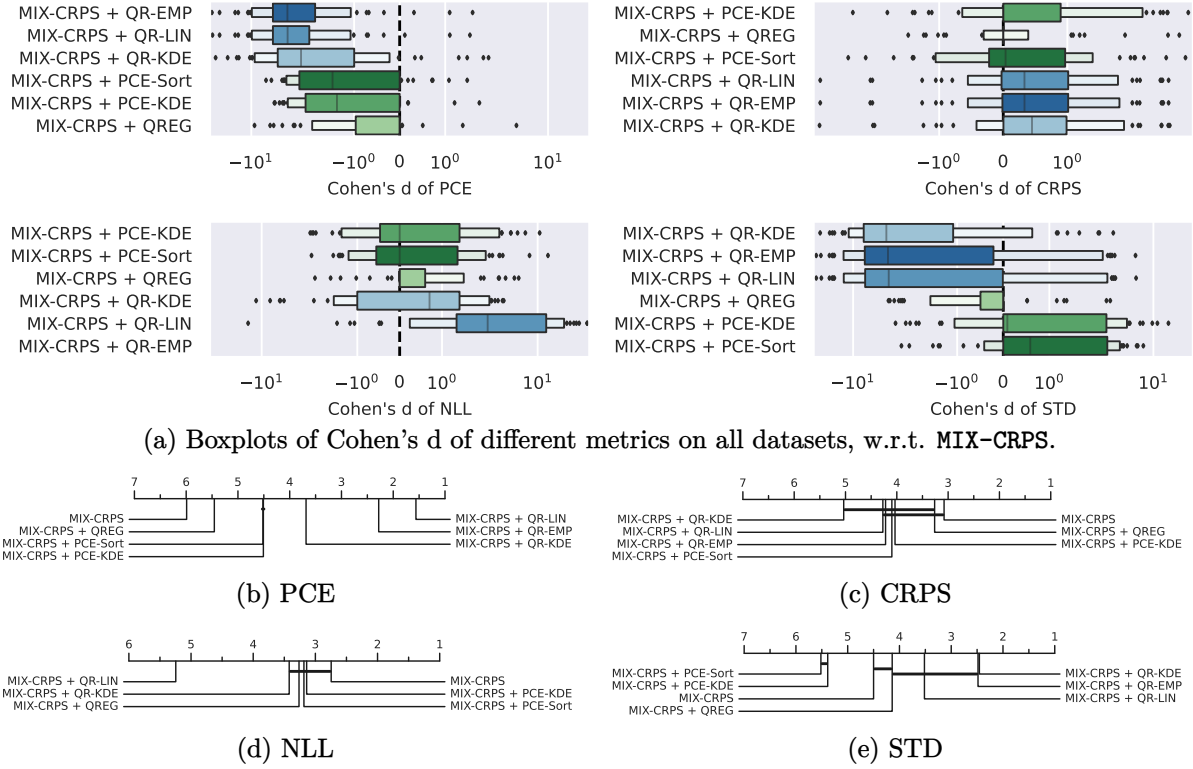 MIX-CRPS + QR-EMP
MIX-CRPS + QR-LIN
MIX-CRPS + QR-KDE
MIX-CRPS + PCE-Sort
MIX-CRPS + PCE-KDE
MIX-CRPS + QREG
−10¹ −10⁰ 0 10⁰ 10¹
Cohen's d of PCE
MIX-CRPS + PCE-KDE
MIX-CRPS + QREG
MIX-CRPS + PCE-Sort
MIX-CRPS + QR-LIN
MIX-CRPS + QR-EMP
MIX-CRPS + QR-KDE
−10⁰ 0 10⁰
Cohen's d of CRPS
MIX-CRPS + PCE-KDE
MIX-CRPS + PCE-Sort
MIX-CRPS + QREG
MIX-CRPS + QR-KDE
MIX-CRPS + QR-LIN
MIX-CRPS + QR-EMP
−10¹ −10⁰ 0 10⁰ 10¹
Cohen's d of NLL
MIX-CRPS + QR-KDE
MIX-CRPS + QR-EMP
MIX-CRPS + QR-LIN
MIX-CRPS + QREG
MIX-CRPS + PCE-KDE
MIX-CRPS + PCE-Sort
−10¹ −10⁰ 0 10⁰ 10¹
Cohen's d of STD
(a) Boxplots of Cohen's d of different metrics on all datasets, w.r.t. MIX-CRPS.
7 6 5 4 3 2 1
MIX-CRPS
MIX-CRPS + QREG
MIX-CRPS + PCE-Sort
MIX-CRPS + PCE-KDE
MIX-CRPS + QR-LIN
MIX-CRPS + QR-EMP
MIX-CRPS + QR-KDE
(b) PCE
7 6 5 4 3 2 1
MIX-CRPS + QR-KDE
MIX-CRPS + QR-LIN
MIX-CRPS + QR-EMP
MIX-CRPS + PCE-Sort
MIX-CRPS
MIX-CRPS + QREG
MIX-CRPS + PCE-KDE
(c) CRPS
6 5 4 3 2 1
MIX-CRPS + QR-LIN
MIX-CRPS + QR-KDE
MIX-CRPS + QREG
MIX-CRPS
MIX-CRPS + PCE-KDE
MIX-CRPS + PCE-Sort
(d) NLL
7 6 5 4 3 2 1
MIX-CRPS + PCE-Sort
MIX-CRPS + PCE-KDE
MIX-CRPS
MIX-CRPS + QREG
MIX-CRPS + QR-KDE
MIX-CRPS + QR-EMP
MIX-CRPS + QR-LIN
(e) STD